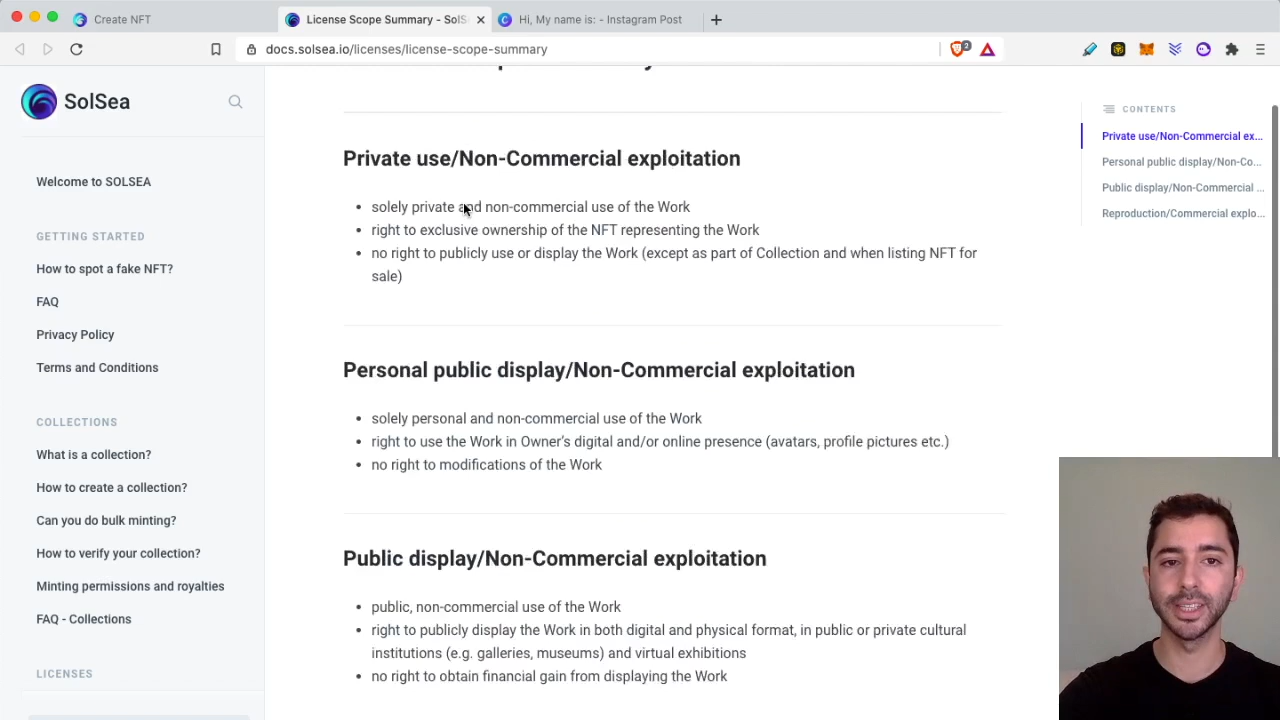 Create NFT
License Scope Summary - SolS
Hi, My name is: - Instagram Post
docs.solsea.io/licenses/license-scope-summary
2
SolSea
Welcome to SOLSEA
GETTING STARTED
How to spot a fake NFT?
FAQ
Privacy Policy
Terms and Conditions
COLLECTIONS
What is a collection?
How to create a collection?
Can you do bulk minting?
How to verify your collection?
Minting permissions and royalties
FAQ - Collections
LICENSES
Private use/Non-Commercial exploitation
• solely private and non-commercial use of the Work
• right to exclusive ownership of the NFT representing the Work
• no right to publicly use or display the Work (except as part of Collection and when listing NFT for
sale)
Personal public display/Non-Commercial exploitation
• solely personal and non-commercial use of the Work
• right to use the Work in Owner's digital and/or online presence (avatars, profile pictures etc.)
• no right to modifications of the Work
Public display/Non-Commercial exploitation
• public, non-commercial use of the Work
• right to publicly display the Work in both digital and physical format, in public or private cultural
institutions (e.g. galleries, museums) and virtual exhibitions
• no right to obtain financial gain from displaying the Work
CONTENTS
Private use/Non-Commercial ex...
Personal public display/Non-Co...
Public display/Non-Commercial ...
Reproduction/Commercial explo...